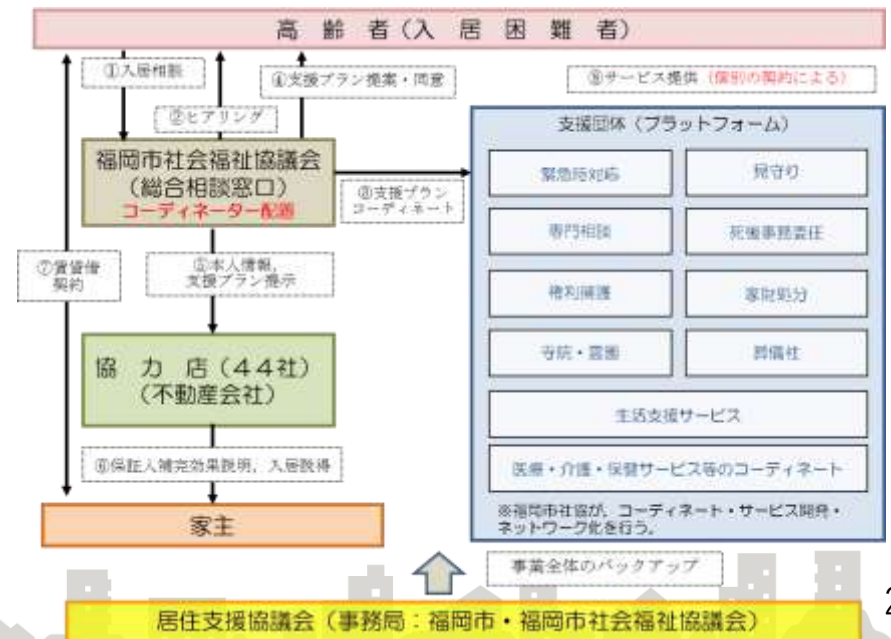 高 齢 者(入 居 困 難 者)
①入居相談
②ヒアリング
④支援プラン提案・同意
⑧サービス提供(個別の契約による)
福岡市社会福祉協議会
(総合相談窓口)
コーディネーター配置
③支援プラン
コーディネート
支援団体(プラットフォーム)
緊急時対応
見守り
専門相談
死後事務委任
権利擁護
家財処分
寺院・霊園
葬儀社
生活支援サービス
医療・介護・保健サービス等のコーディネート
※福岡市社協が、コーディネート・サービス開発・
ネットワーク化を行う。
⑦賃貸借
契約
⑤本人情報,
支援プラン提示
協 力 店(44社)
(不動産会社)
⑥保証人補完効果説明,入居説得
家主
事業全体のバックアップ
居住支援協議会(事務局:福岡市・福岡市社会福祉協議会)
2